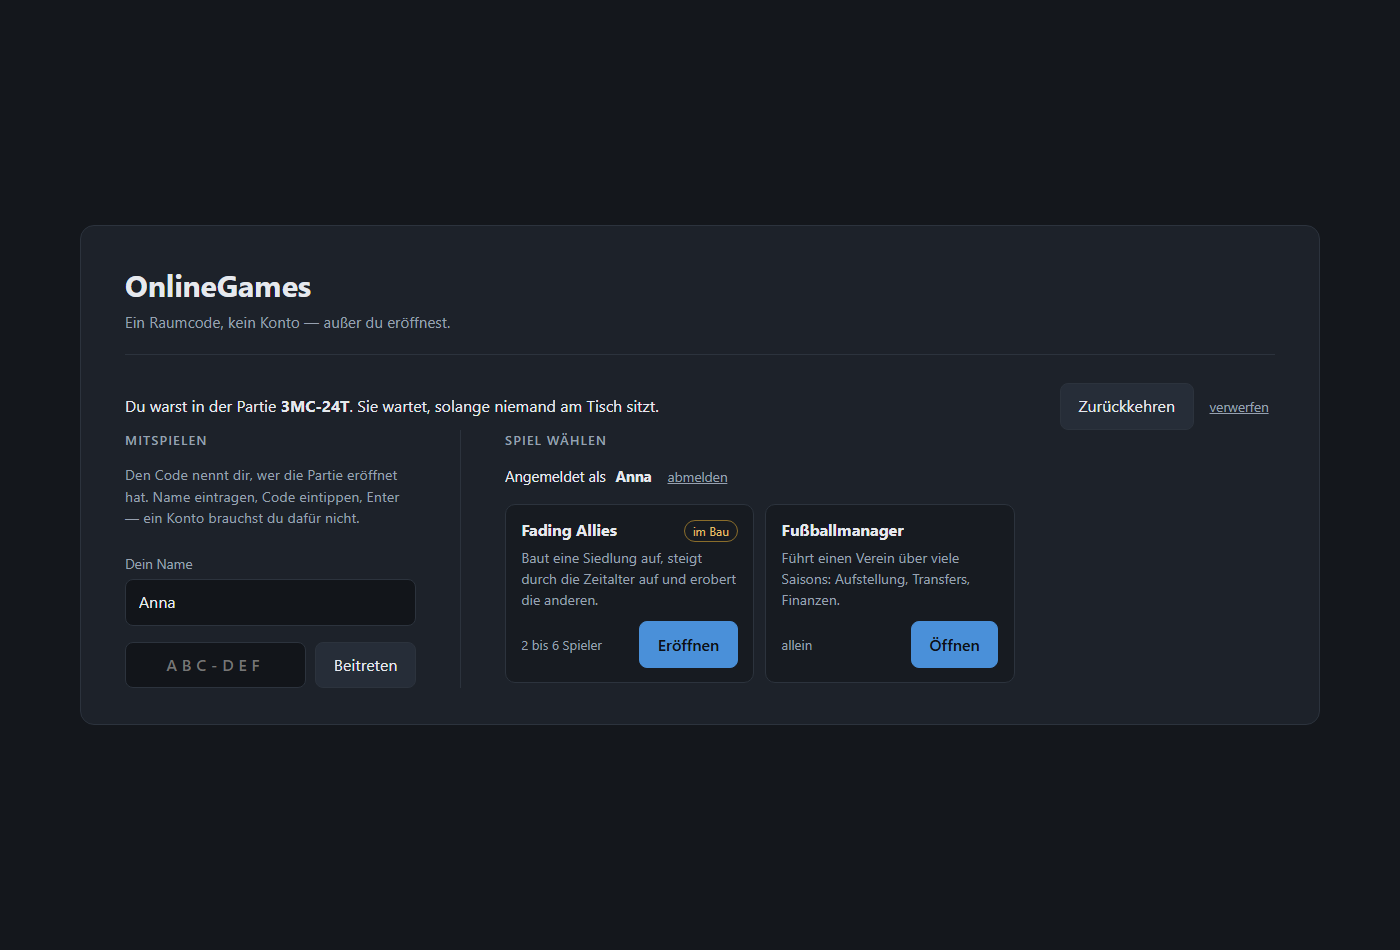 OnlineGames
Ein Raumcode, kein Konto — außer du eröffnest.
Du warst in der Partie 3MC-24T. Sie wartet, solange niemand am Tisch sitzt.
Zurückkehren
verwerfen
MITSPIELEN
Den Code nennt dir, wer die Partie eröffnet
hat. Name eintragen, Code eintippen, Enter
— ein Konto brauchst du dafür nicht.
Dein Name
Anna
ABC-DEF
Beitreten
SPIEL WÄHLEN
Angemeldet als Anna abmelden
Fading Allies
im Bau
Baut eine Siedlung auf, steigt
durch die Zeitalter auf und erobert
die anderen.
2 bis 6 Spieler
Eröffnen
Fußballmanager
Führt einen Verein über viele
Saisons: Aufstellung, Transfers,
Finanzen.
allein
Öffnen